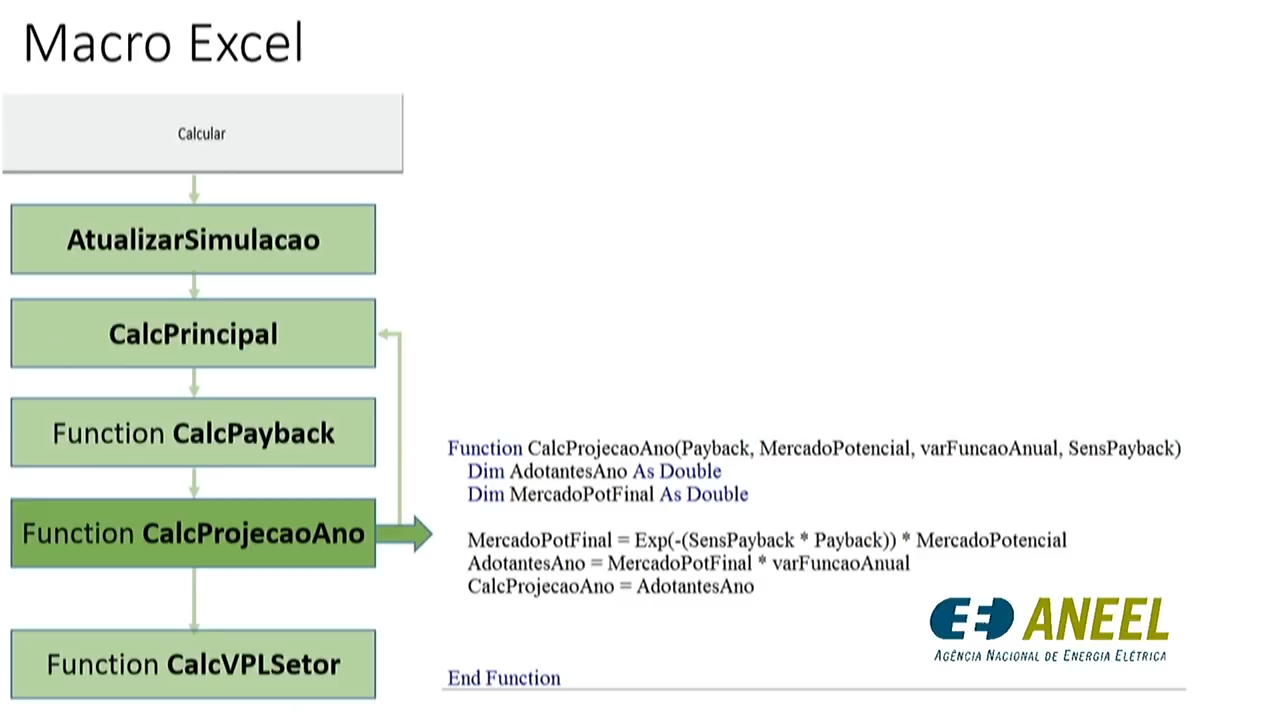 Macro Excel
Calcular
AtualizarSimulacao
CalcPrincipal
Function CalcPayback
Function CalcProjecaoAno
Function CalcVPLSetor
Function CalcProjecaoAno(Payback, MercadoPotencial, varFuncaoAnual, SensPayback)
Dim AdotantesAno As Double
Dim MercadoPotFinal As Double
MercadoPotFinal = Exp(-(SensPayback * Payback)) * MercadoPotencial
AdotantesAno = MercadoPotFinal * varFuncaoAnual
CalcProjecaoAno = AdotantesAno
End Function
ANEEL
AGÊNCIA NACIONAL DE ENERGIA ELÉTRICA